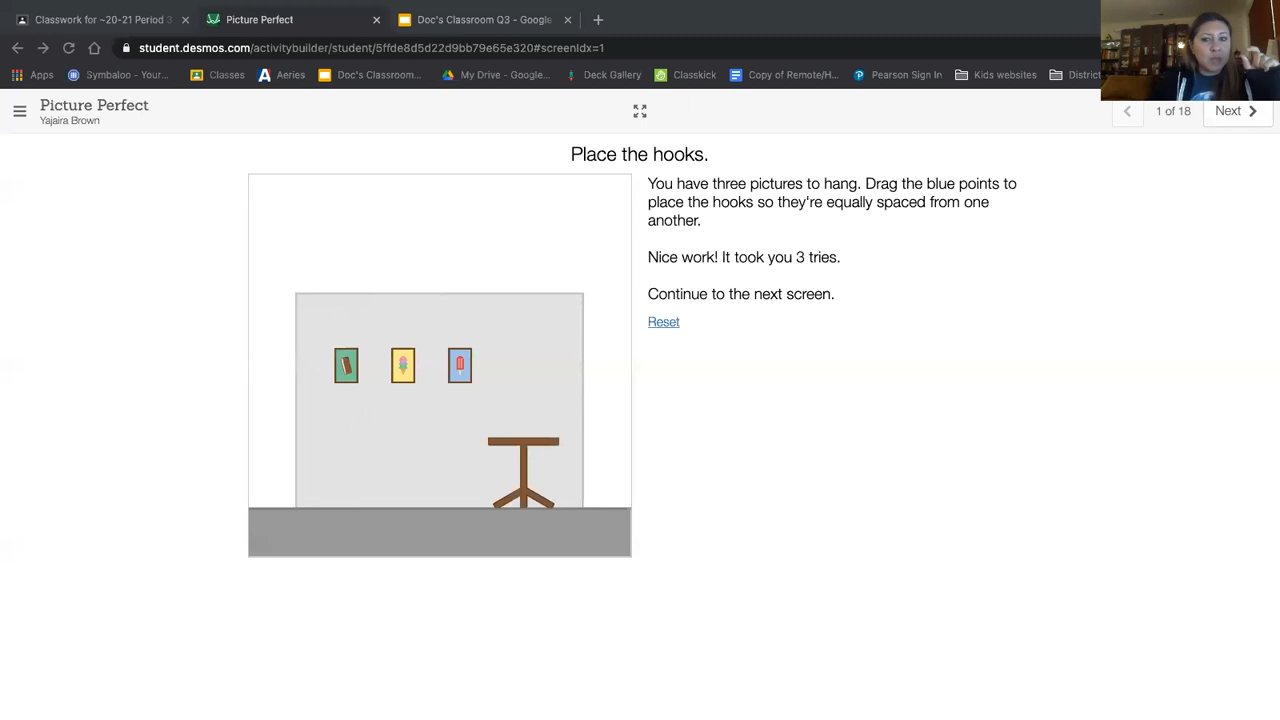 Classwork for ~20-21 Period 3
Picture Perfect
Doc's Classroom Q3 - Google
student.desmos.com/activitybuilder/student/5ffde8d5d22d9bb79e65e320#screenIdx=1
Apps
Symbaloo - Your...
Classes
Aeries
Doc's Classroom...
My Drive - Google...
Deck Gallery
Classkick
Copy of Remote/H...
Pearson Sign In
Kids websites
District
Picture Perfect
Yajaira Brown
1 of 18
Next
Place the hooks.
You have three pictures to hang. Drag the blue points to
place the hooks so they're equally spaced from one
another.
Nice work! It took you 3 tries.
Continue to the next screen.
Reset